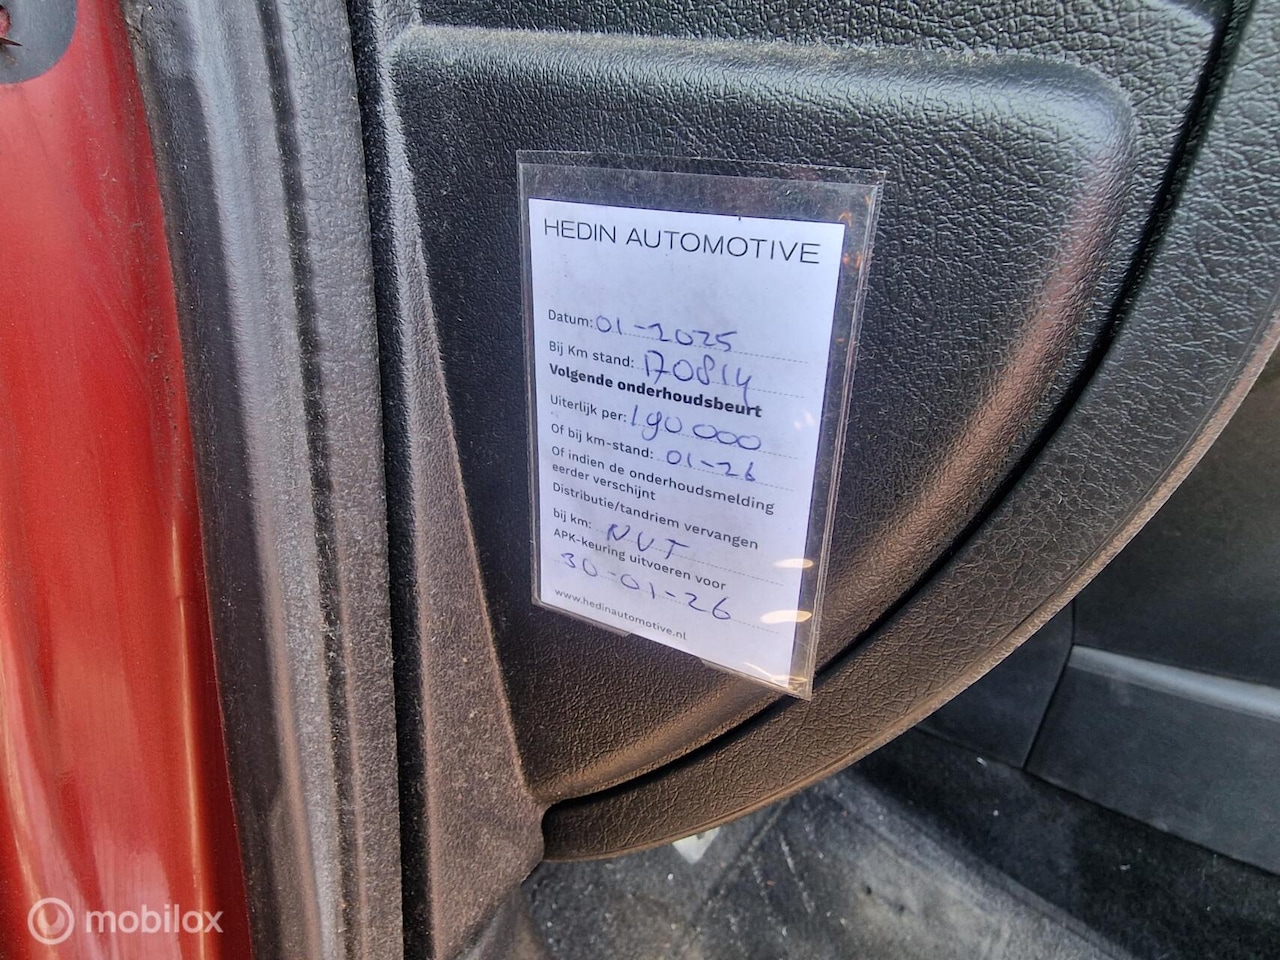 HEDIN AUTOMOTIVE
Datum: 01-2025
Bij Km stand: 170814
Volgende onderhoudsbeurt
Uiterlijk per: 190 000
Of bij km-stand: 01-26
Of indien de onderhoudsmelding
eerder verschijnt
Distributie/tandriem vervangen
bij km: NVT
APK-keuring uitvoeren voor
30-01-26
www.hedinautomotive.nl
mobilox